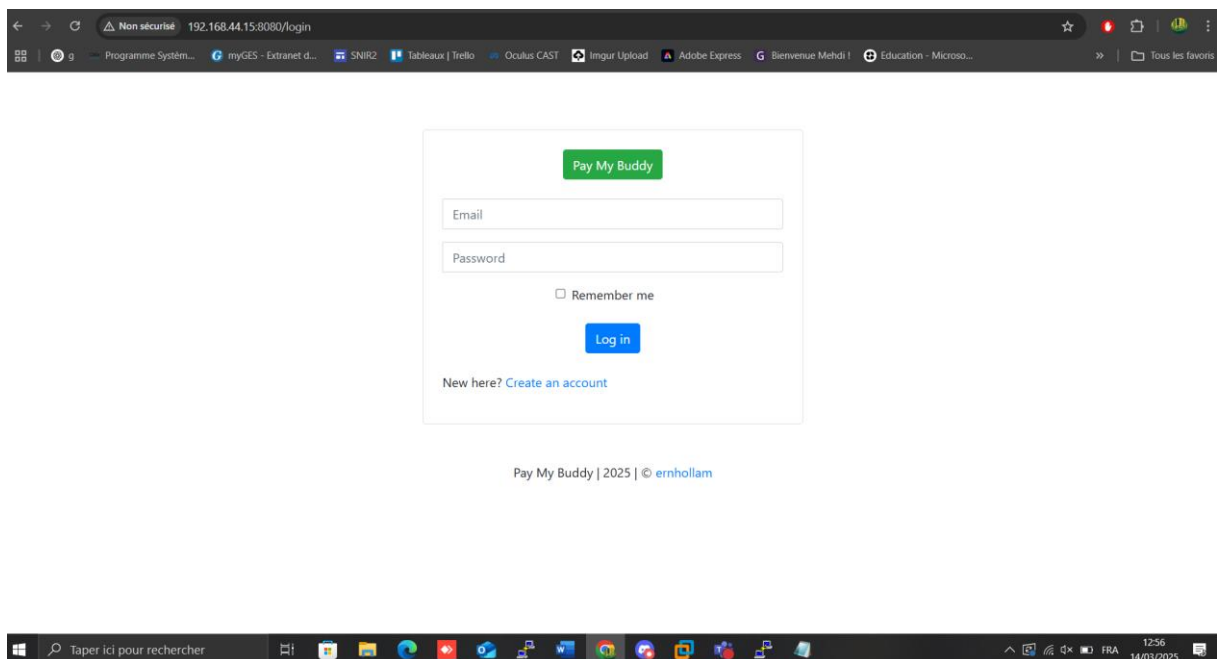 Non sécurisé 192.168.44.15:8080/login
g Programme Systém... myGES - Extranet d... SNIR2 Tableaux | Trello Oculus CAST Imgur Upload Adobe Express Bienvenue Mehdi ! Education - Microso... » Tous les favoris
Pay My Buddy
Email
Password
Remember me
Log in
New here? Create an account
Pay My Buddy | 2025 | © ernhollam
Taper ici pour rechercher FRA 12:56
14/03/2025